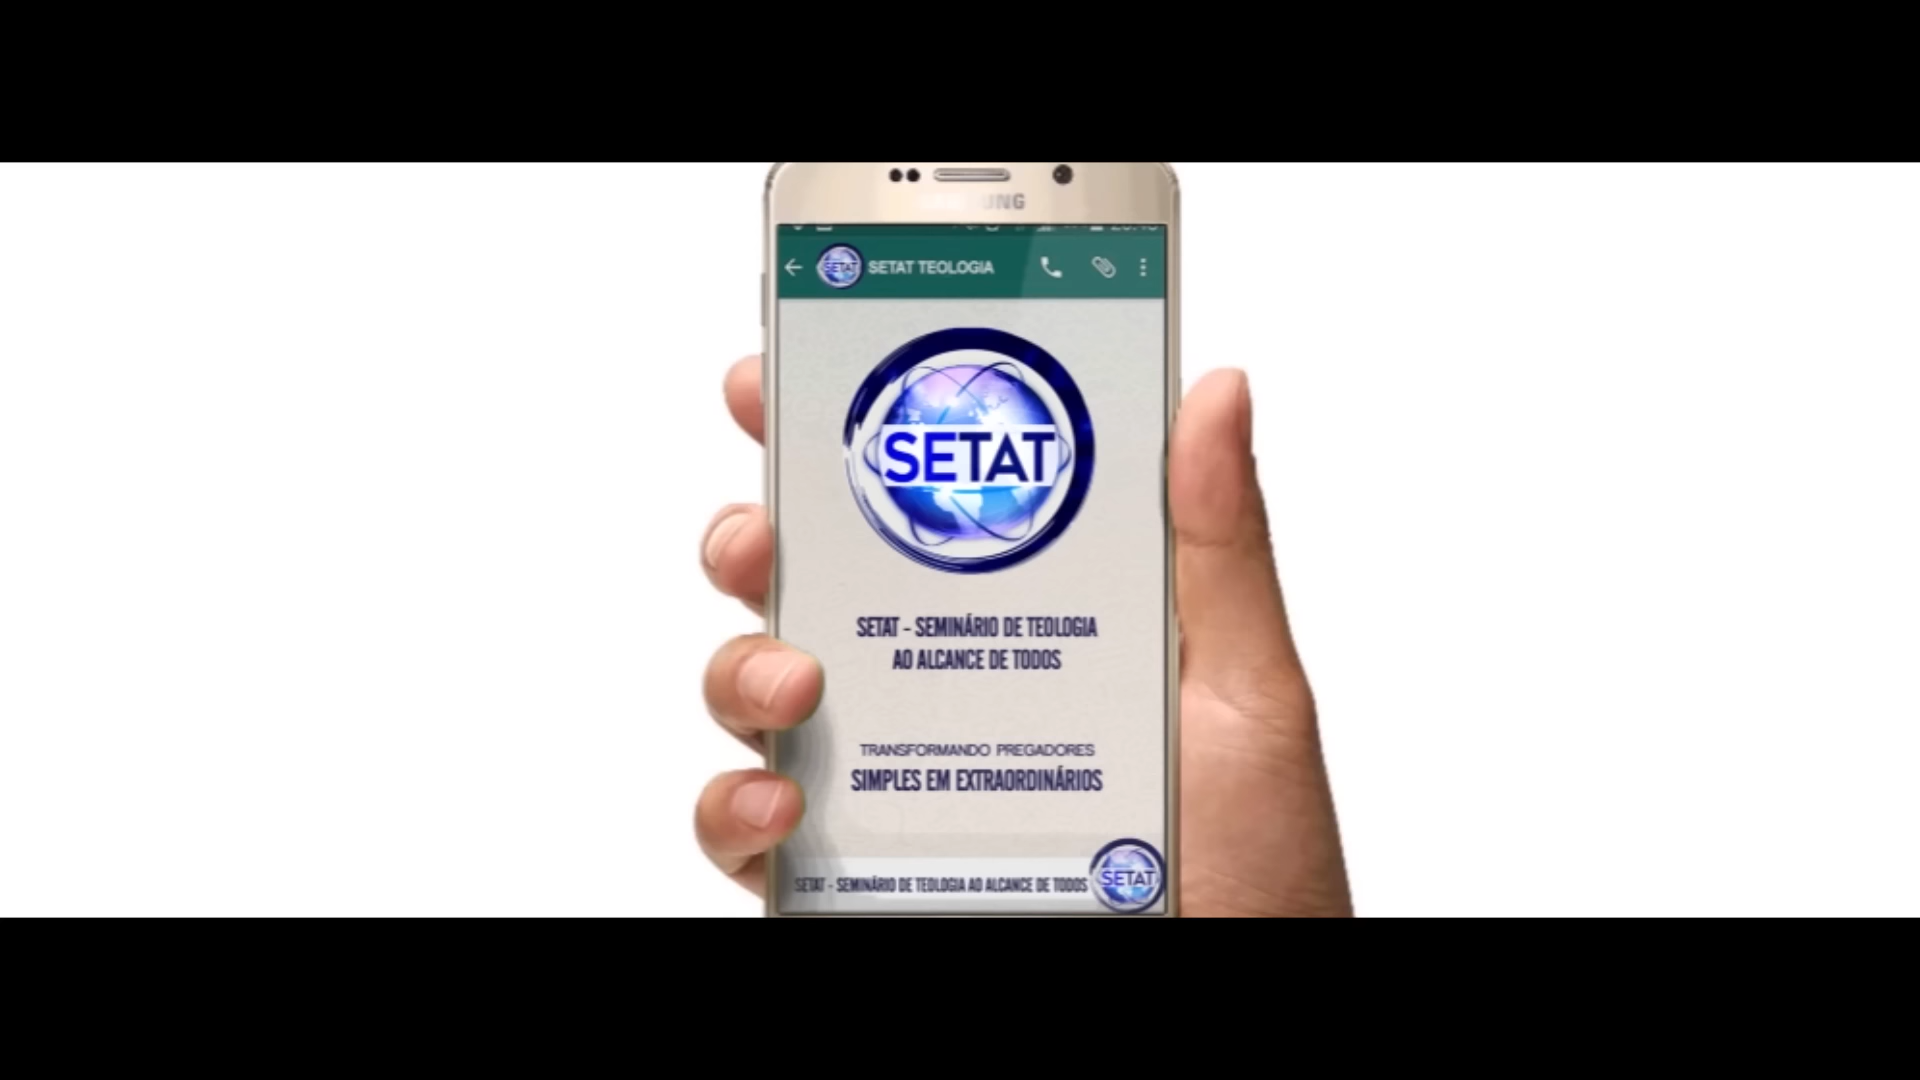 SETAT
SETAT TEOLOGIA
SETAT
SETAT - SEMINÁRIO DE TEOLOGIA
AO ALCANCE DE TODOS
TRANSFORMANDO PREGADORES
SIMPLES EM EXTRAORDINÁRIOS
SETAT - SEMINÁRIO DE TEOLOGIA AO ALCANCE DE TODOS
SETAT